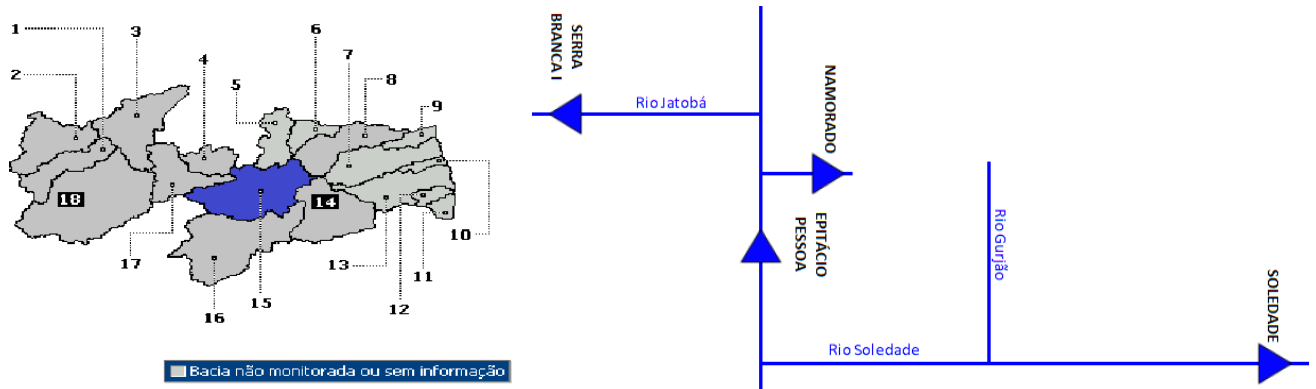 1
2
3
4
5
6
7
8
9
10
11
12
13
14
15
16
17
18
Bacia não monitorada ou sem informação
SERRA
BRANCA I
Rio Jatobá
NAMORADO
EPITÁCIO
PESSOA
Rio Gurjão
Rio Soledade
SOLEDADE